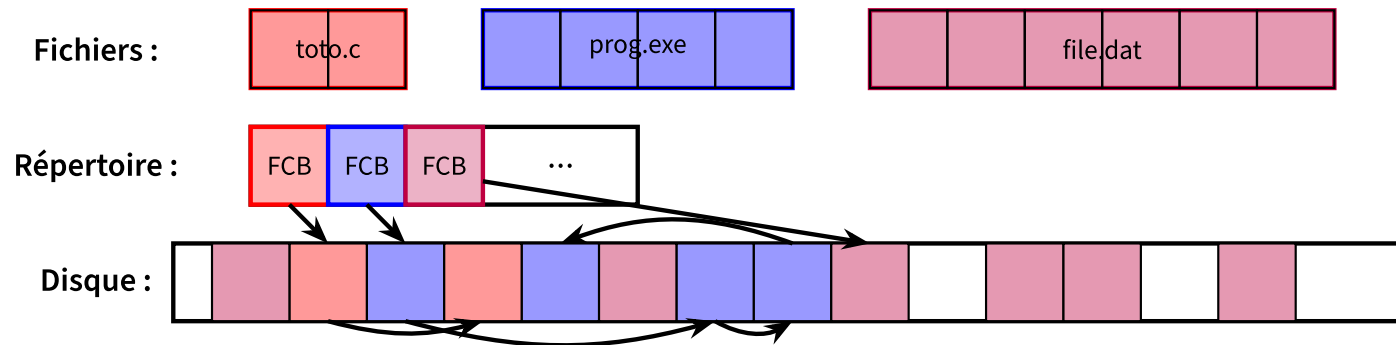 Fichiers : toto.c prog.exe file.dat
Répertoire : FCB FCB FCB ...
Disque :